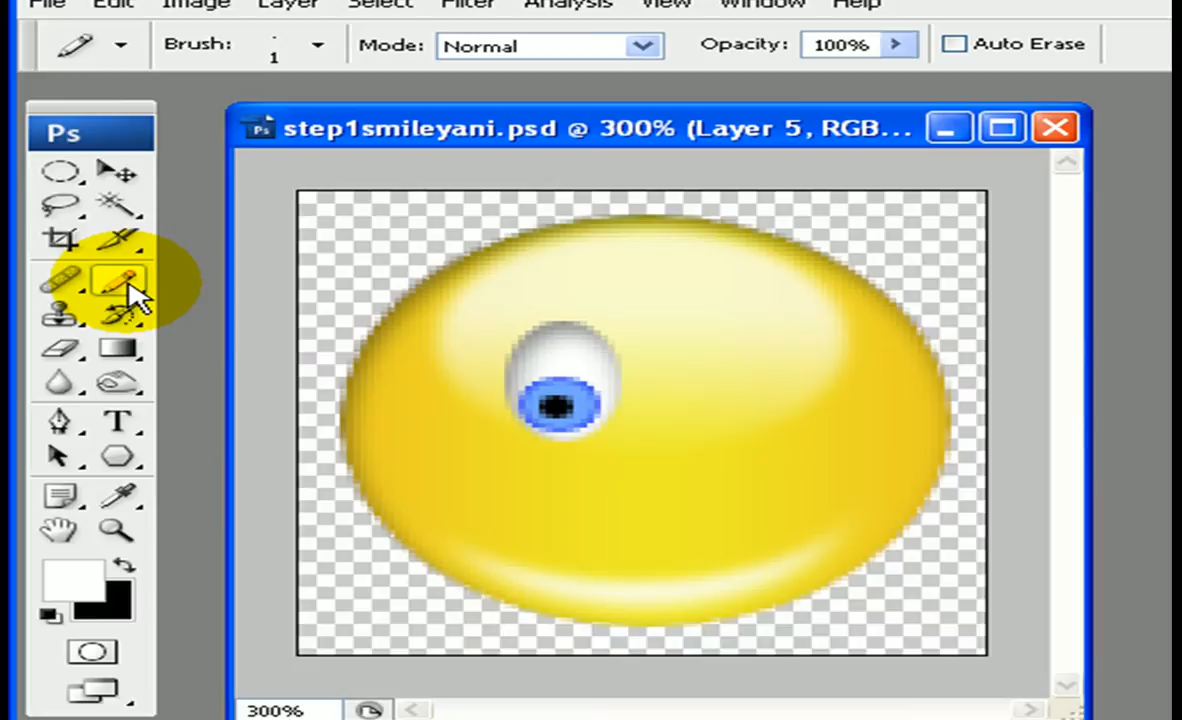 File Edit Image Layer Select Filter Analysis View Window Help
Brush: 1 Mode: Normal Opacity: 100% Auto Erase
Ps
Ps step1smileyani.psd @ 300% (Layer 5, RGB...
T
300%